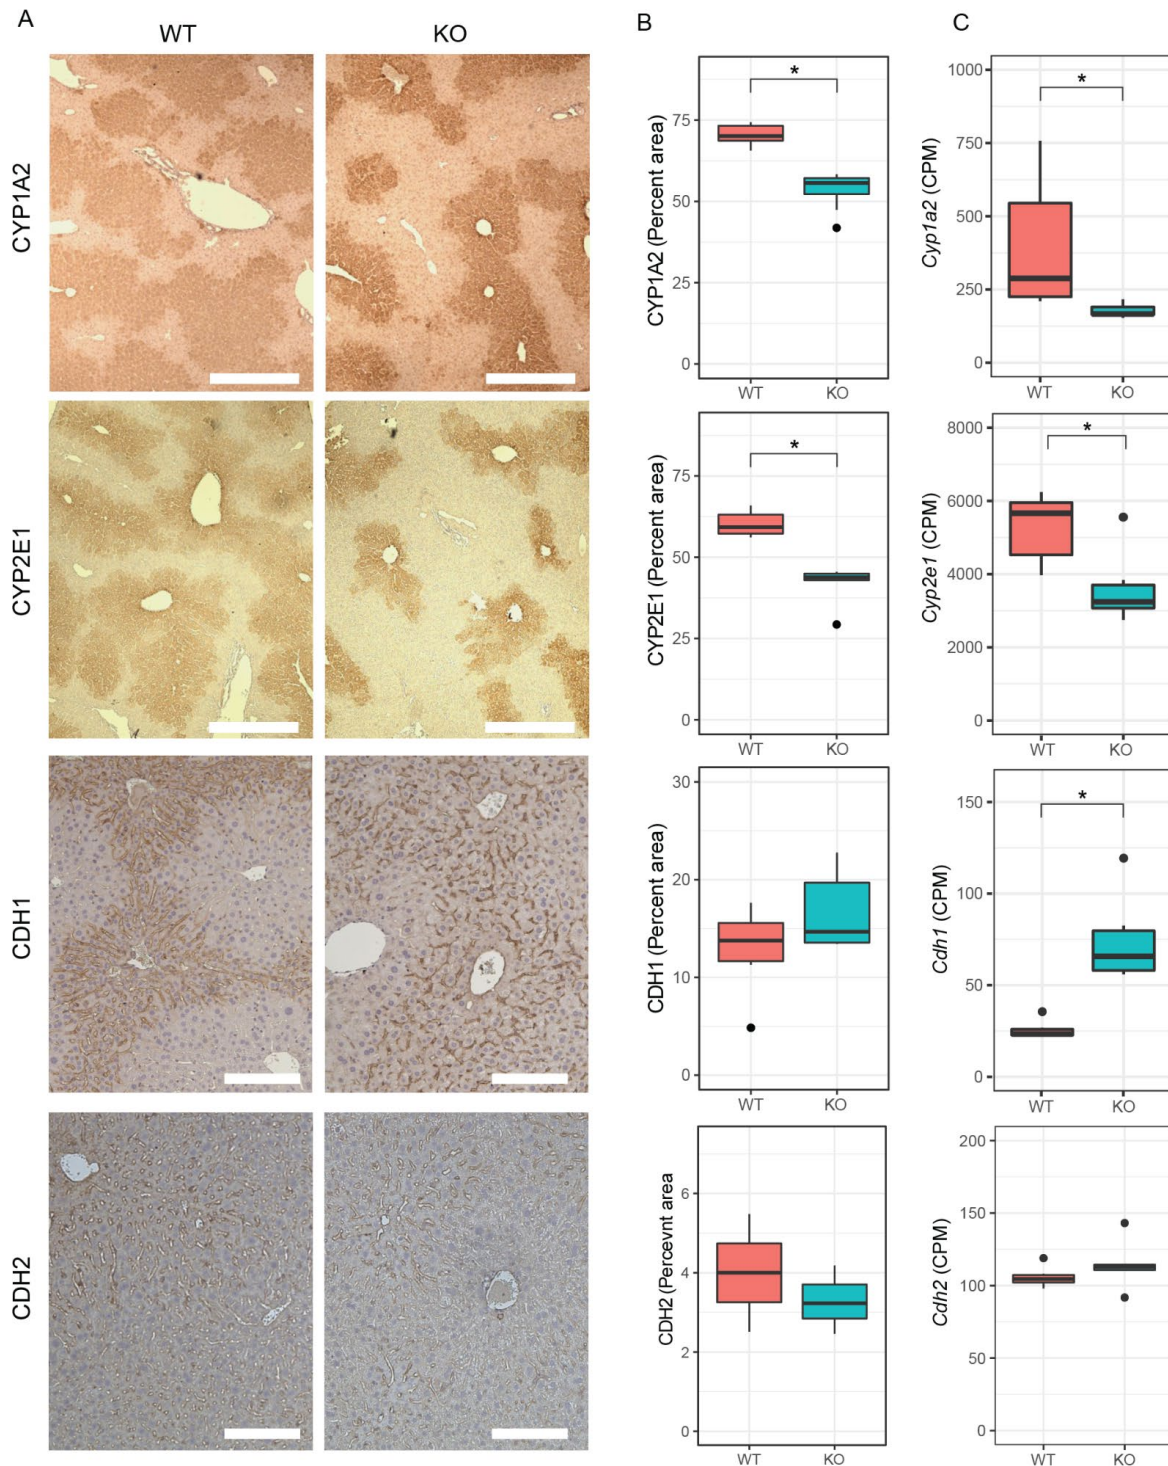 A
WT
KO
CYP1A2
CYP2E1
CDH1
CDH2
B
*
CYP1A2 (Percent area)
75
50
25
0
WT KO
*
CYP2E1 (Percent area)
75
50
25
0
WT KO
CDH1 (Percent area)
30
20
10
0
WT KO
CDH2 (Percevnt area)
6
4
2
0
WT KO
C
*
Cyp1a2 (CPM)
1000
750
500
250
0
WT KO
*
Cyp2e1 (CPM)
8000
6000
4000
2000
0
WT KO
*
Cdh1 (CPM)
150
100
50
0
WT KO
Cdh2 (CPM)
200
150
100
50
0
WT KO